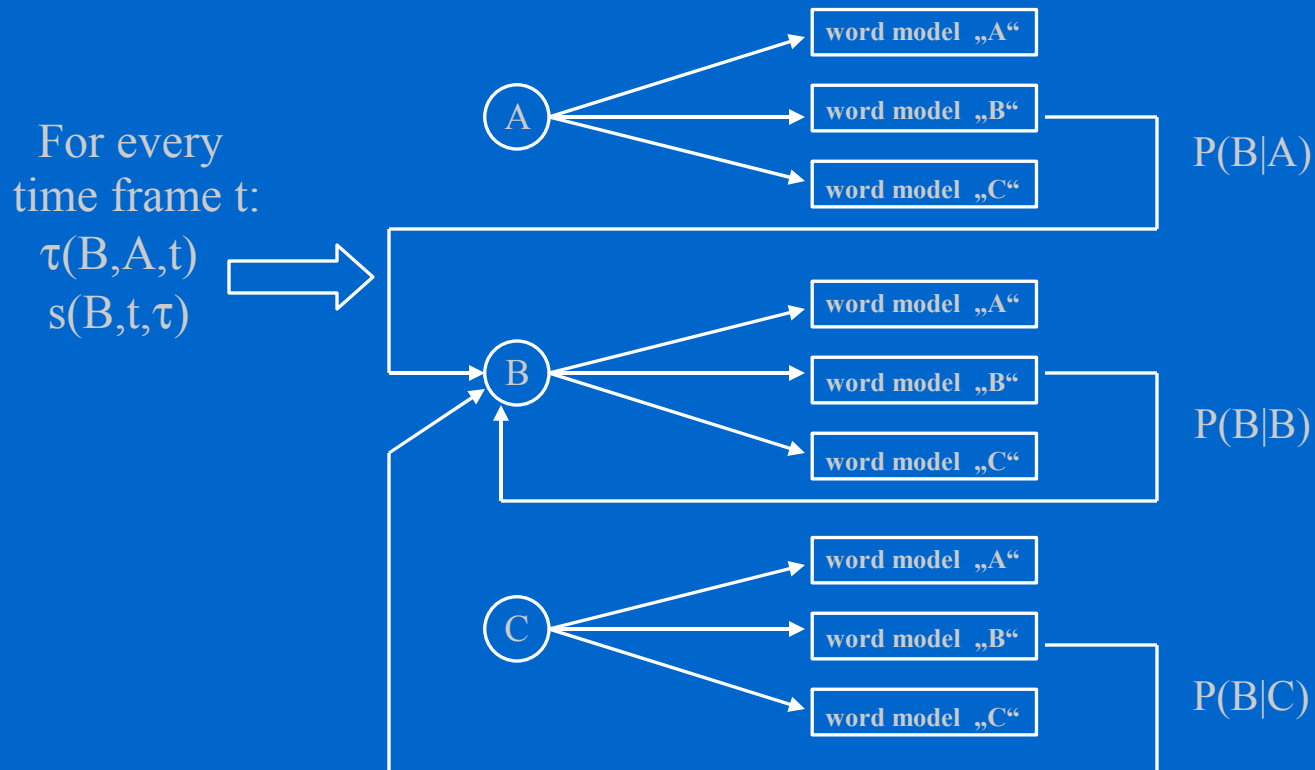 For every
time frame t:
τ(B,A,t)
s(B,t,τ)
A
word model „A“
word model „B“
word model „C“
P(B|A)
B
word model „A“
word model „B“
word model „C“
P(B|B)
C
word model „A“
word model „B“
word model „C“
P(B|C)